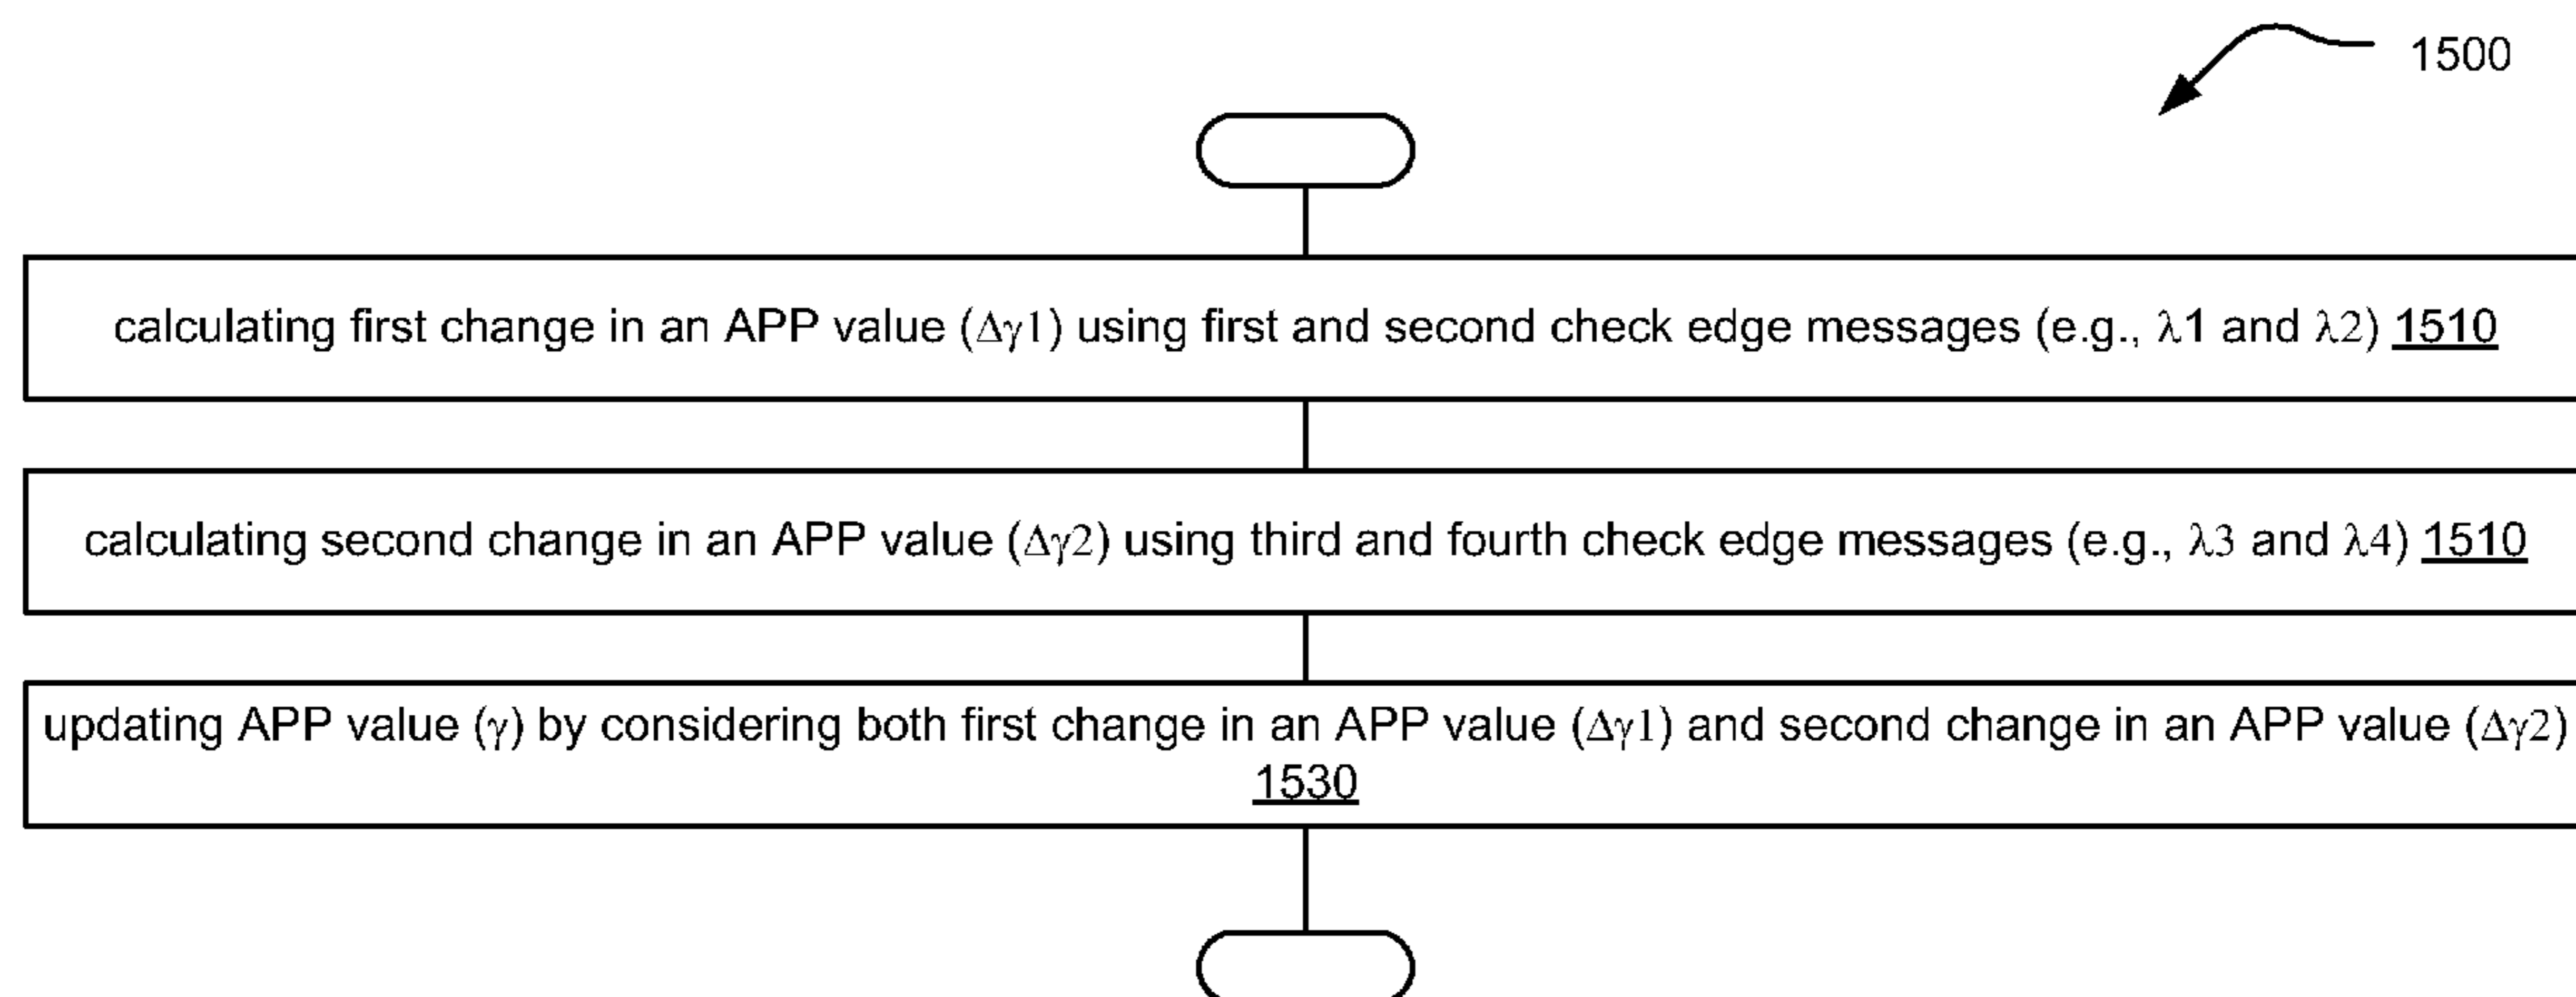 1500
calculating first change in an APP value (Δγ1) using first and second check edge messages (e.g., λ1 and λ2) 1510
calculating second change in an APP value (Δγ2) using third and fourth check edge messages (e.g., λ3 and λ4) 1510
updating APP value (γ) by considering both first change in an APP value (Δγ1) and second change in an APP value (Δγ2)
1530